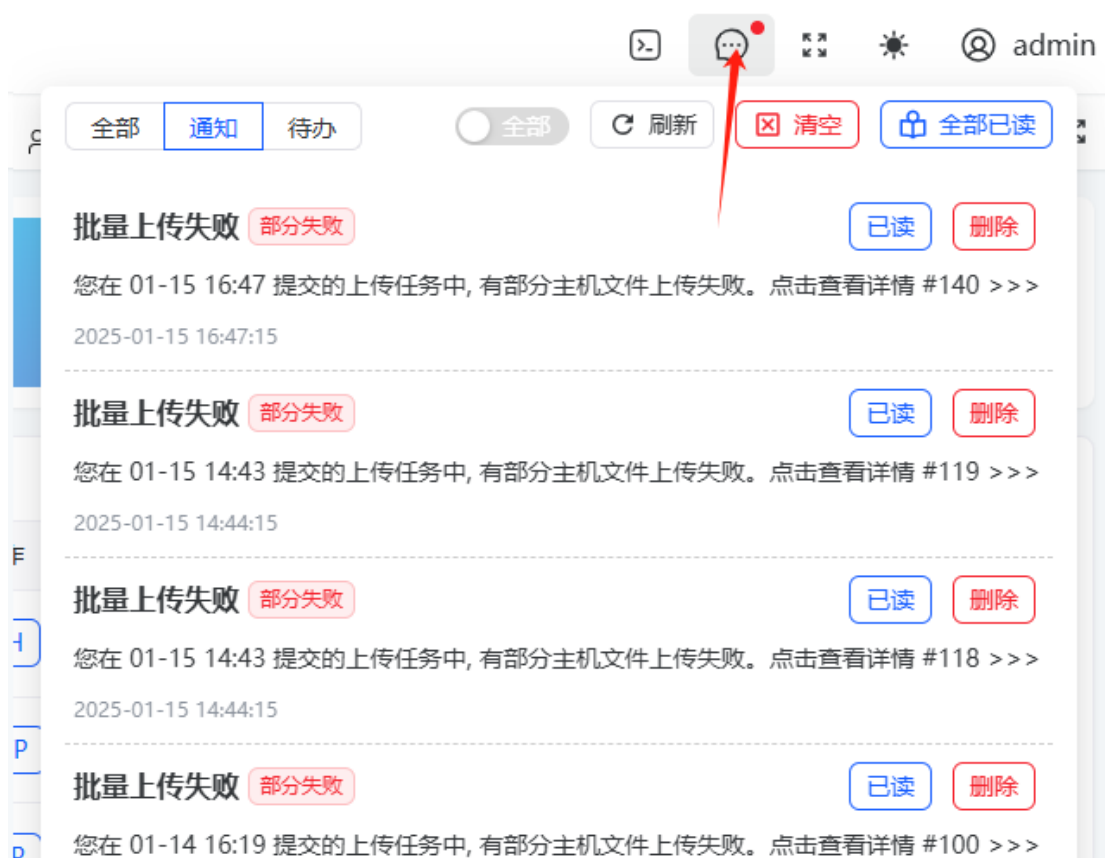 admin
全部 通知 待办 全部 刷新 清空 全部已读
批量上传失败 部分失败 已读 删除
您在 01-15 16:47 提交的上传任务中, 有部分主机文件上传失败。点击查看详情 #140 >>>
2025-01-15 16:47:15
批量上传失败 部分失败 已读 删除
您在 01-15 14:43 提交的上传任务中, 有部分主机文件上传失败。点击查看详情 #119 >>>
2025-01-15 14:44:15
批量上传失败 部分失败 已读 删除
您在 01-15 14:43 提交的上传任务中, 有部分主机文件上传失败。点击查看详情 #118 >>>
2025-01-15 14:44:15
P
批量上传失败 部分失败 已读 删除
您在 01-14 16:19 提交的上传任务中, 有部分主机文件上传失败。点击查看详情 #100 >>>